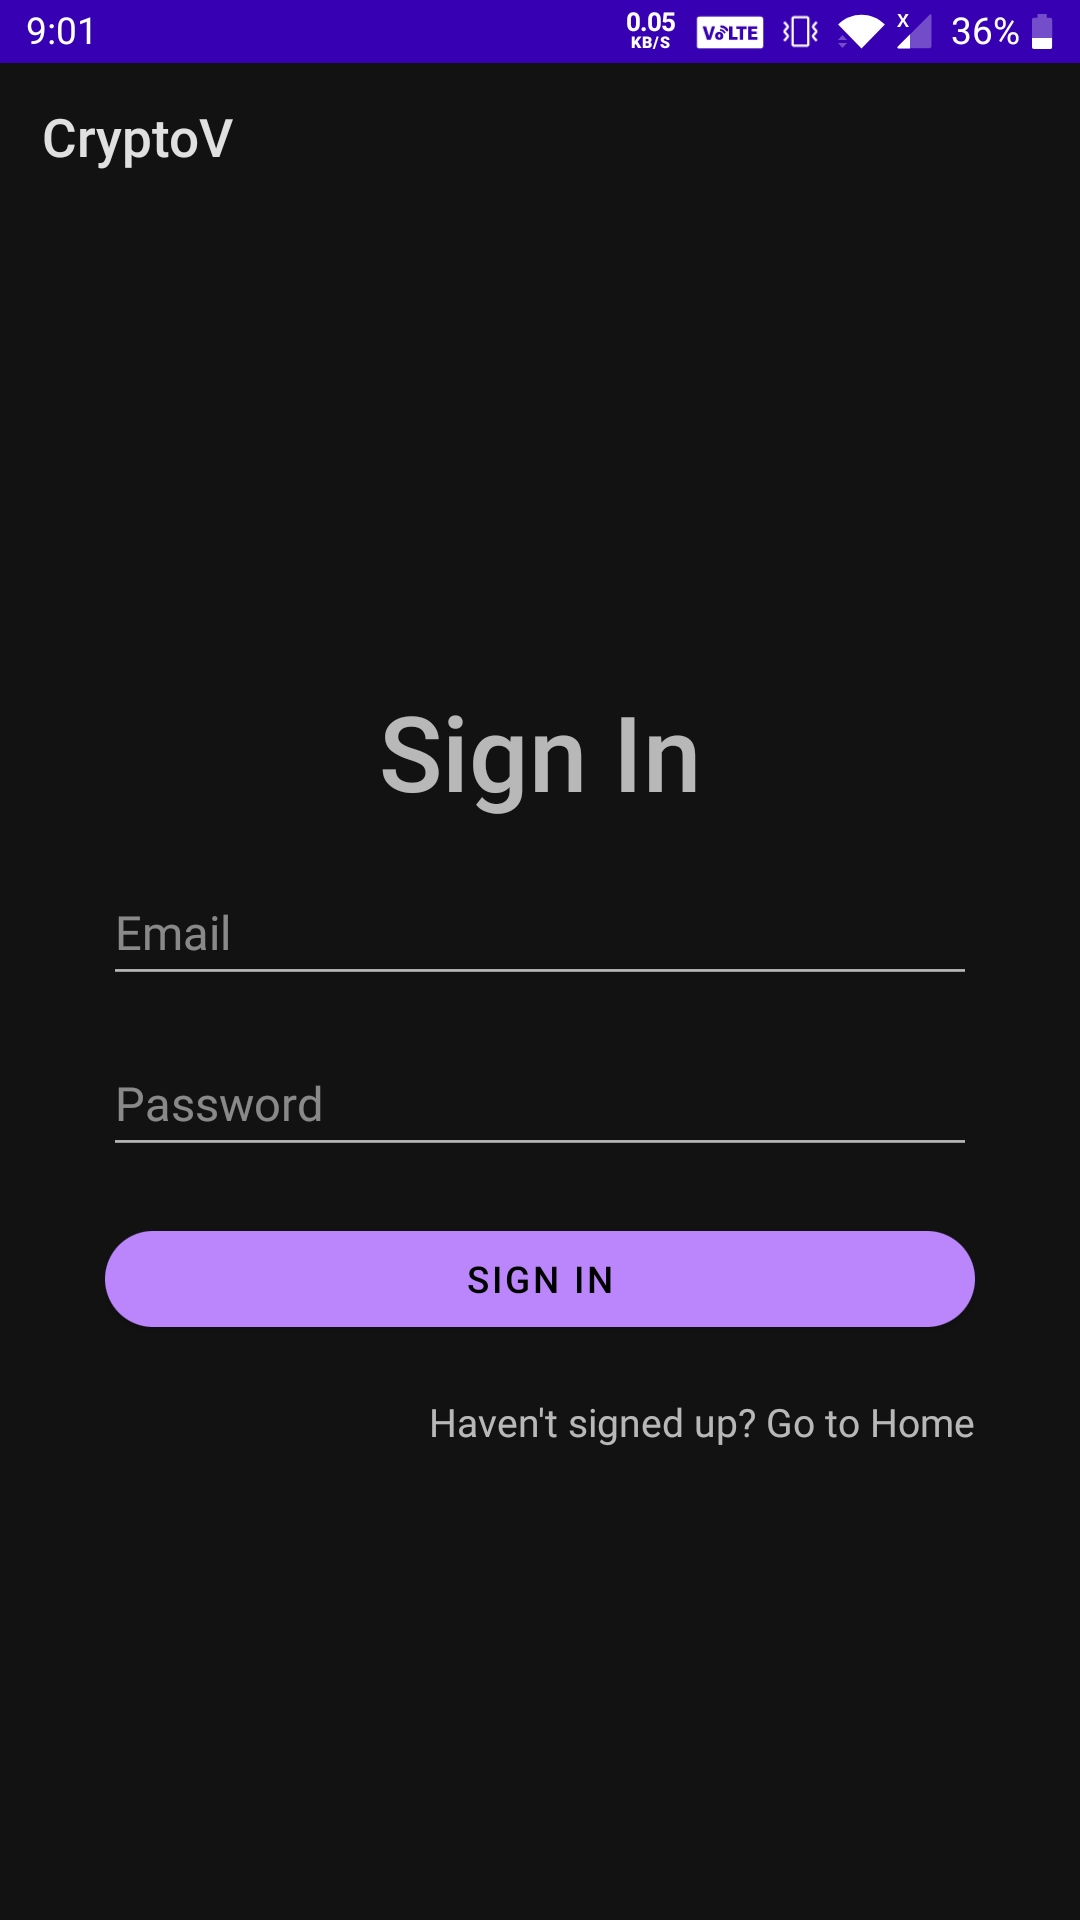 9:01 0.05 KB/S VoLTE X 36%
CryptoV
Sign In
Email
Password
SIGN IN
Haven't signed up? Go to Home